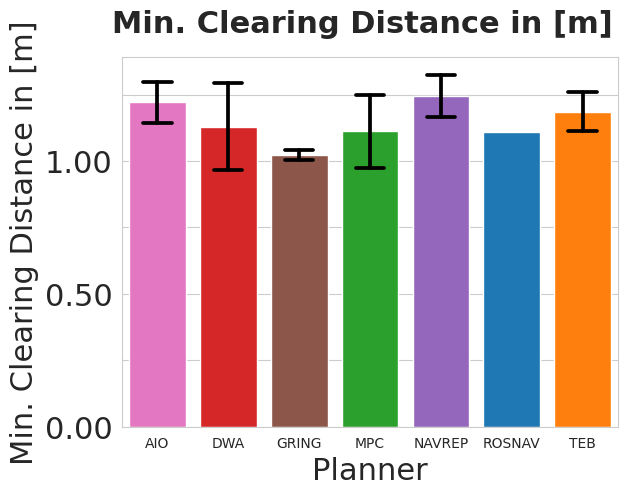 Min. Clearing Distance in [m]
Min. Clearing Distance in [m]
1.00
0.50
0.00
AIO DWA GRING MPC NAVREP ROSNAV TEB
Planner